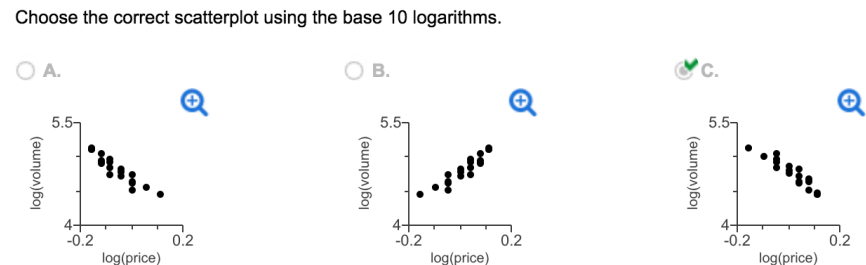 Choose the correct scatterplot using the base 10 logarithms.
A.
B.
C.
5.5
log(volume)
4
-0.2
0.2
log(price)
5.5
log(volume)
4
-0.2
0.2
log(price)
5.5
log(volume)
4
-0.2
0.2
log(price)